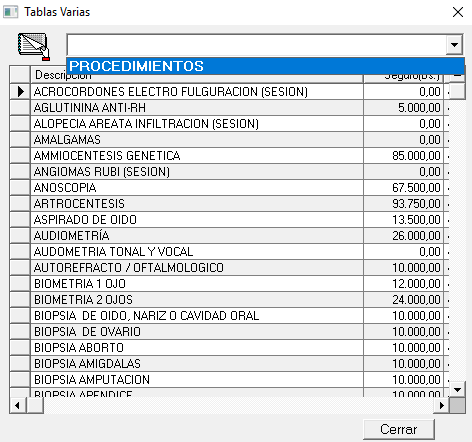 Tablas Varias
PROCEDIMIENTOS
Descripción Seguro(Bs.)
ACROCORDONES ELECTRO FULGURACION (SESION) 0,00
AGLUTININA ANTI-RH 5.000,00
ALOPECIA AREATA INFILTRACION (SESION) 0,00
AMALGAMAS 0,00
AMMIOCENTESIS GENETICA 85.000,00
ANGIOMAS RUBI (SESION) 0,00
ANOSCOPIA 67.500,00
ARTROCENTESIS 93.750,00
ASPIRADO DE OIDO 13.500,00
AUDIOMETRÍA 26.000,00
AUDOMETRIA TONAL Y VOCAL 0,00
AUTOREFRACTO / OFTALMOLOGICO 10.000,00
BIOMETRIA 1 OJO 12.000,00
BIOMETRIA 2 OJOS 24.000,00
BIOPSIA  DE OIDO, NARIZ O CAVIDAD ORAL 10.000,00
BIOPSIA  DE OVARIO 10.000,00
BIOPSIA ABORTO 10.000,00
BIOPSIA AMIGDALAS 10.000,00
BIOPSIA AMPUTACION 10.000,00
BIOPSIA APENDICE 10.000,00
Cerrar